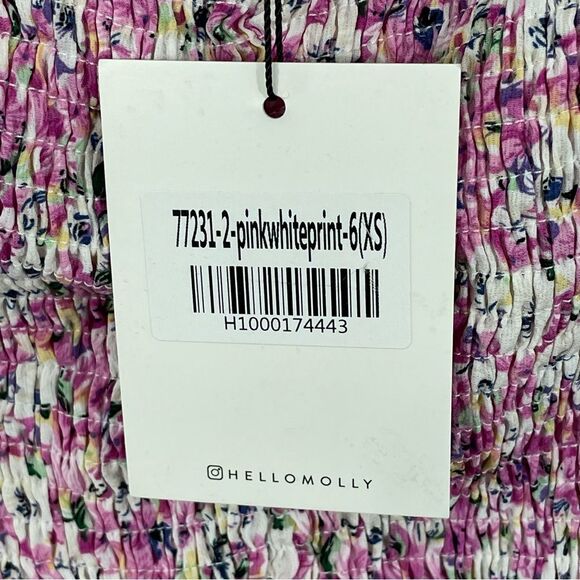 77231-2-pinkwhiteprint-6(XS)
H1000174443
HELLOMOLLY